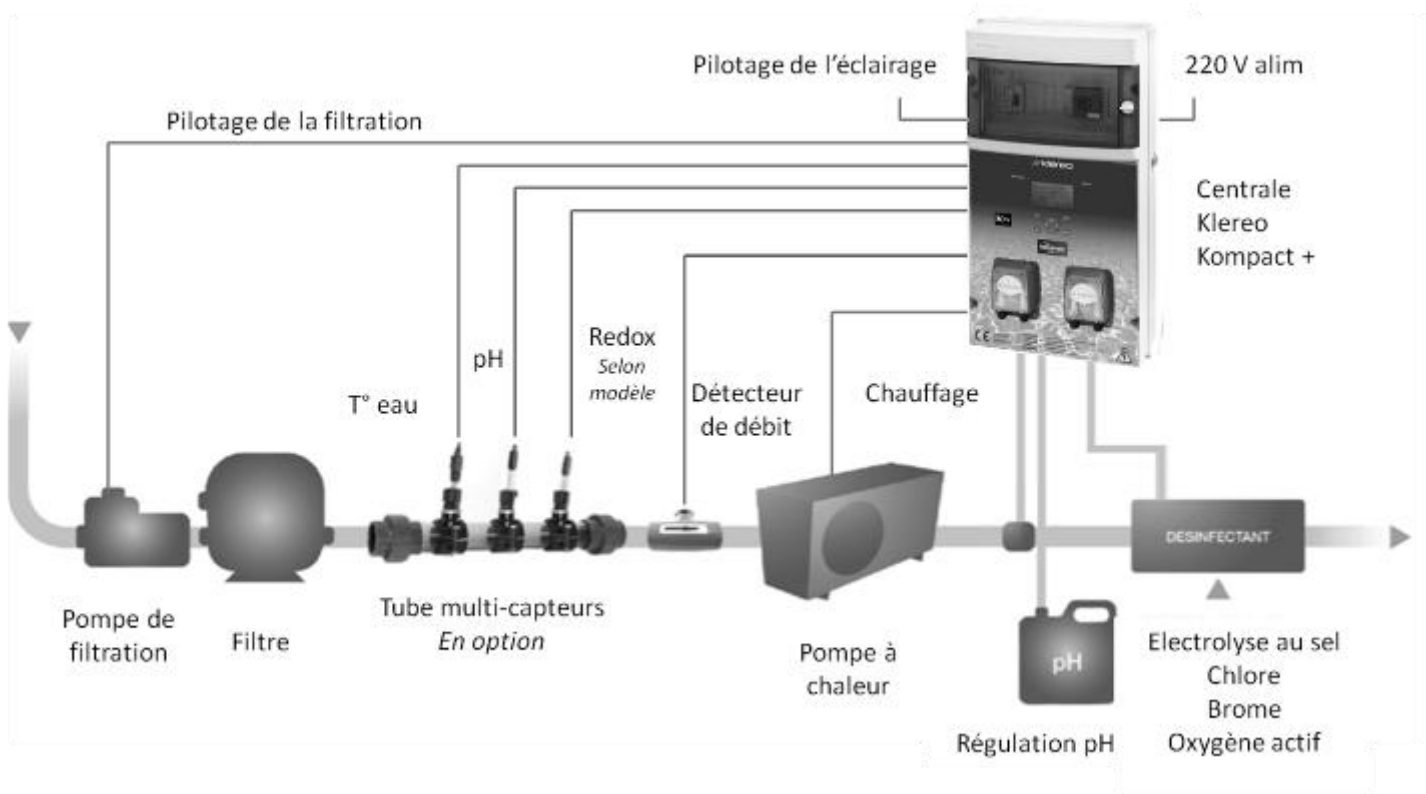 Pilotage de l'éclairage
220 V alim
Pilotage de la filtration
klereo
Centrale
Klereo
Kompact +
Redox
Selon
modèle
pH
T° eau
Détecteur
de débit
Chauffage
CE
DESINFECTANT
Pompe de
filtration
Filtre
Tube multi-capteurs
En option
Pompe à
chaleur
pH
Régulation pH
Electrolyse au sel
Chlore
Brome
Oxygène actif